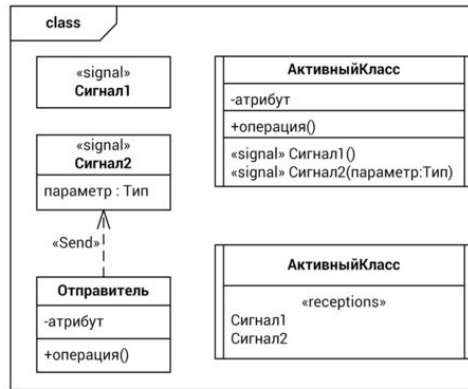 class
«signal»
Сигнал1
«signal»
Сигнал2
параметр : Тип
«Send»
Отправитель
-атрибут
+операция()
АктивныйКласс
-атрибут
+операция()
«signal» Сигнал1()
«signal» Сигнал2(параметр:Тип)
АктивныйКласс
«receptions»
Сигнал1
Сигнал2